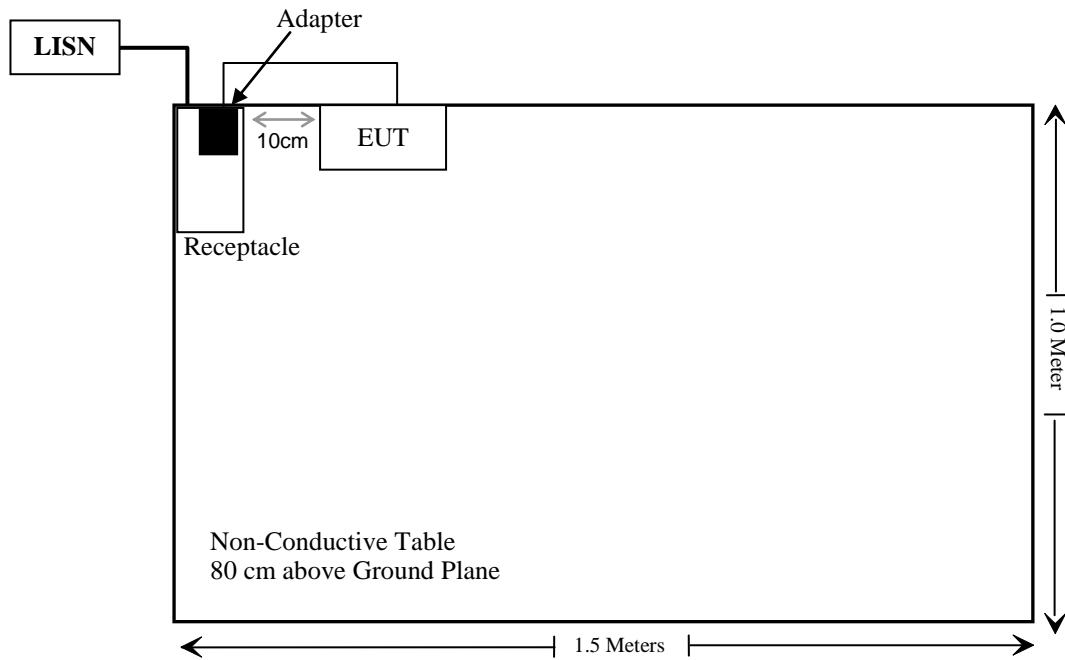 Adapter
LISN
10cm
EUT
Receptacle
1.0 Meter
Non-Conductive Table
80 cm above Ground Plane
1.5 Meters